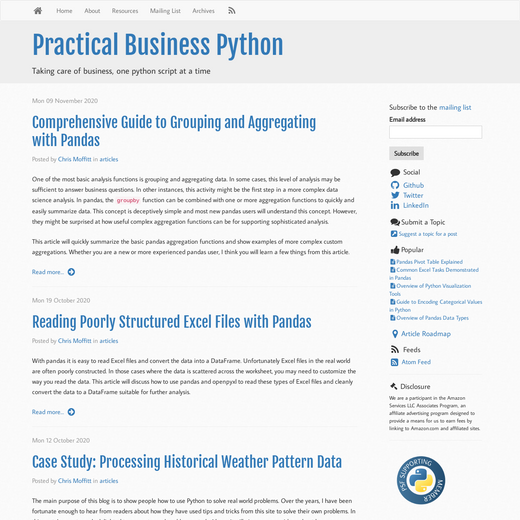 Home About Resources Mailing List Archives
Practical Business Python
Taking care of business, one python script at a time
Mon 09 November 2020
Comprehensive Guide to Grouping and Aggregating
with Pandas
Posted by Chris Moffitt in articles
One of the most basic analysis functions is grouping and aggregating data. In some cases, this level of analysis may be
sufficient to answer business questions. In other instances, this activity might be the first step in a more complex data
science analysis. In pandas, the groupby function can be combined with one or more aggregation functions to quickly and
easily summarize data. This concept is deceptively simple and most new pandas users will understand this concept. However,
they might be surprised at how useful complex aggregation functions can be for supporting sophisticated analysis.
This article will quickly summarize the basic pandas aggregation functions and show examples of more complex custom
aggregations. Whether you are a new or more experienced pandas user, I think you will learn a few things from this article.
Read more...
Mon 19 October 2020
Reading Poorly Structured Excel Files with Pandas
Posted by Chris Moffitt in articles
With pandas it is easy to read Excel files and convert the data into a DataFrame. Unfortunately Excel files in the real world
are often poorly constructed. In those cases where the data is scattered across the worksheet, you may need to customize the
way you read the data. This article will discuss how to use pandas and openpyxl to read these types of Excel files and cleanly
convert the data to a DataFrame suitable for further analysis.
Read more...
Mon 12 October 2020
Case Study: Processing Historical Weather Pattern Data
Posted by Chris Moffitt in articles
The main purpose of this blog is to show people how to use Python to solve real world problems. Over the years, I have been
fortunate enough to hear from readers about how they have used tips and tricks from this site to solve their own problems. In
Subscribe to the mailing list
Email address
Subscribe
Social
Github
Twitter
LinkedIn
Submit a Topic
Suggest a topic for a post
Popular
Pandas Pivot Table Explained
Common Excel Tasks Demonstrated
in Pandas
Overview of Python Visualization
Tools
Guide to Encoding Categorical Values
in Python
Overview of Pandas Data Types
Article Roadmap
Feeds
Atom Feed
Disclosure
We are a participant in the Amazon
Services LLC Associates Program, an
affiliate advertising program designed to
provide a means for us to earn fees by
linking to Amazon.com and affiliated sites.
PSF SUPPORTING MEMBER